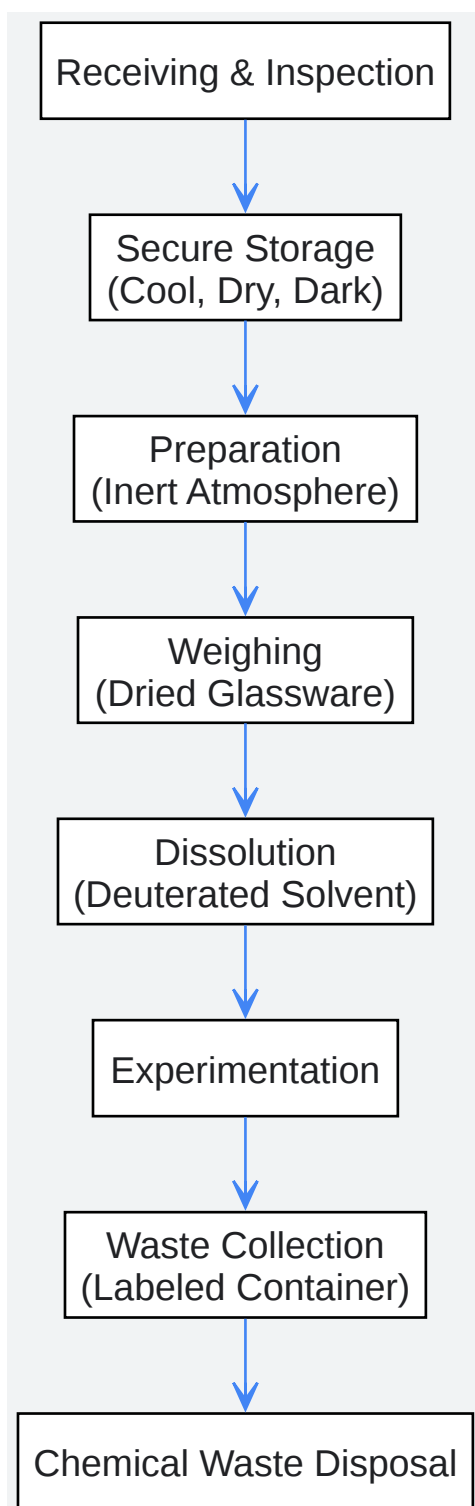 Receiving & Inspection
Secure Storage
(Cool, Dry, Dark)
Preparation
(Inert Atmosphere)
Weighing
(Dried Glassware)
Dissolution
(Deuterated Solvent)
Experimentation
Waste Collection
(Labeled Container)
Chemical Waste Disposal